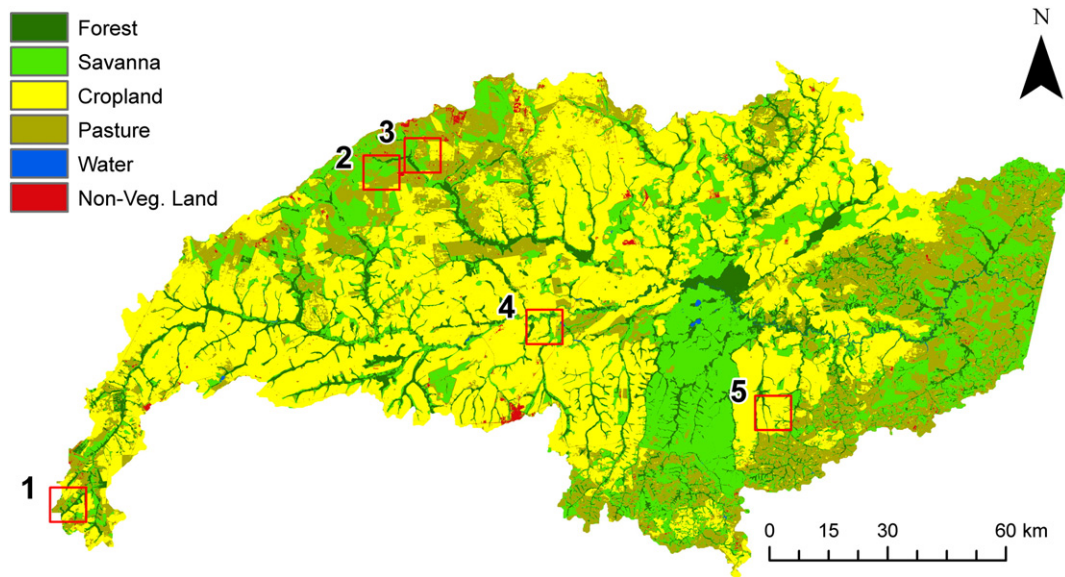 Forest
Savanna
Cropland
Pasture
Water
Non-Veg. Land
N
3
2
4
5
1
0 15 30 60 km